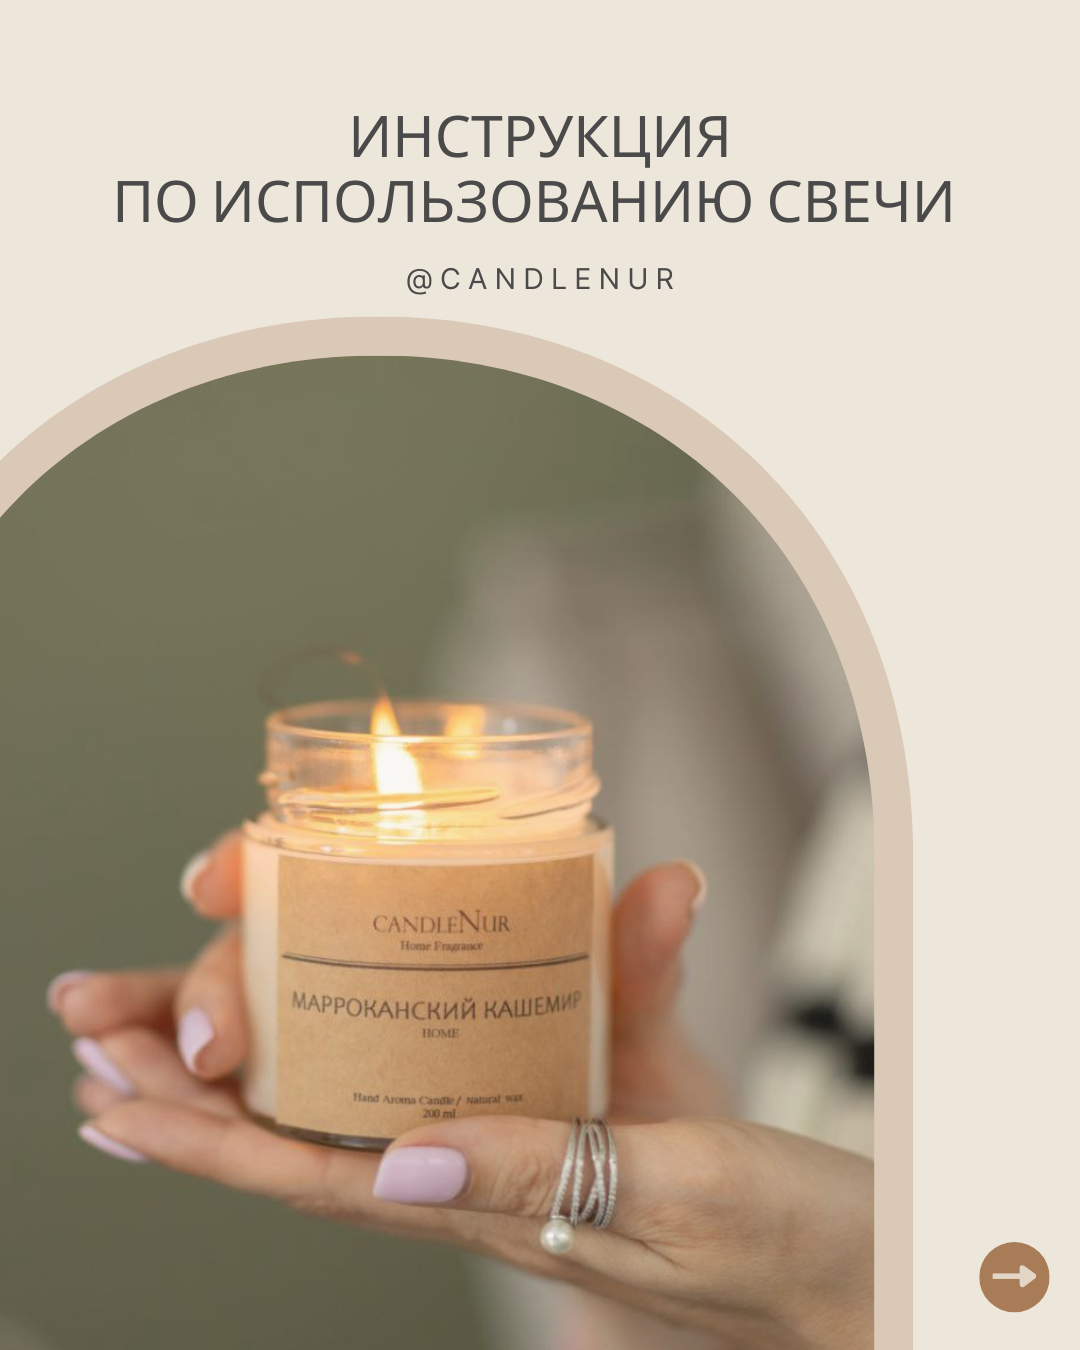 ИНСТРУКЦИЯ
ПО ИСПОЛЬЗОВАНИЮ СВЕЧИ
@CANDLENUR
CANDLENUR
Home Fragrance
МАРРОКАНСКИЙ КАШЕМИР
HOME
Hand Aroma Candle / Natural wax
200 ml